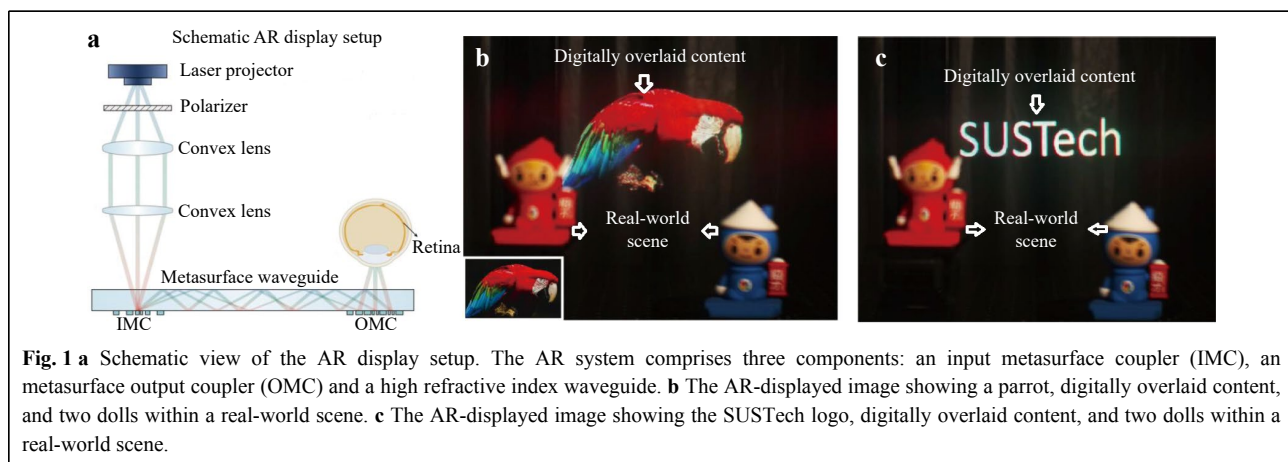 a
Schematic AR display setup
Laser projector
Polarizer
Convex lens
Convex lens
Retina
Metasurface waveguide
IMC
OMC
b
Digitally overlaid content
Real-world
scene
c
Digitally overlaid content
SUSTech
Real-world
scene
Fig. 1 a Schematic view of the AR display setup. The AR system comprises three components: an input metasurface coupler (IMC), an
metasurface output coupler (OMC) and a high refractive index waveguide. b The AR-displayed image showing a parrot, digitally overlaid content,
and two dolls within a real-world scene. c The AR-displayed image showing the SUSTech logo, digitally overlaid content, and two dolls within a
real-world scene.